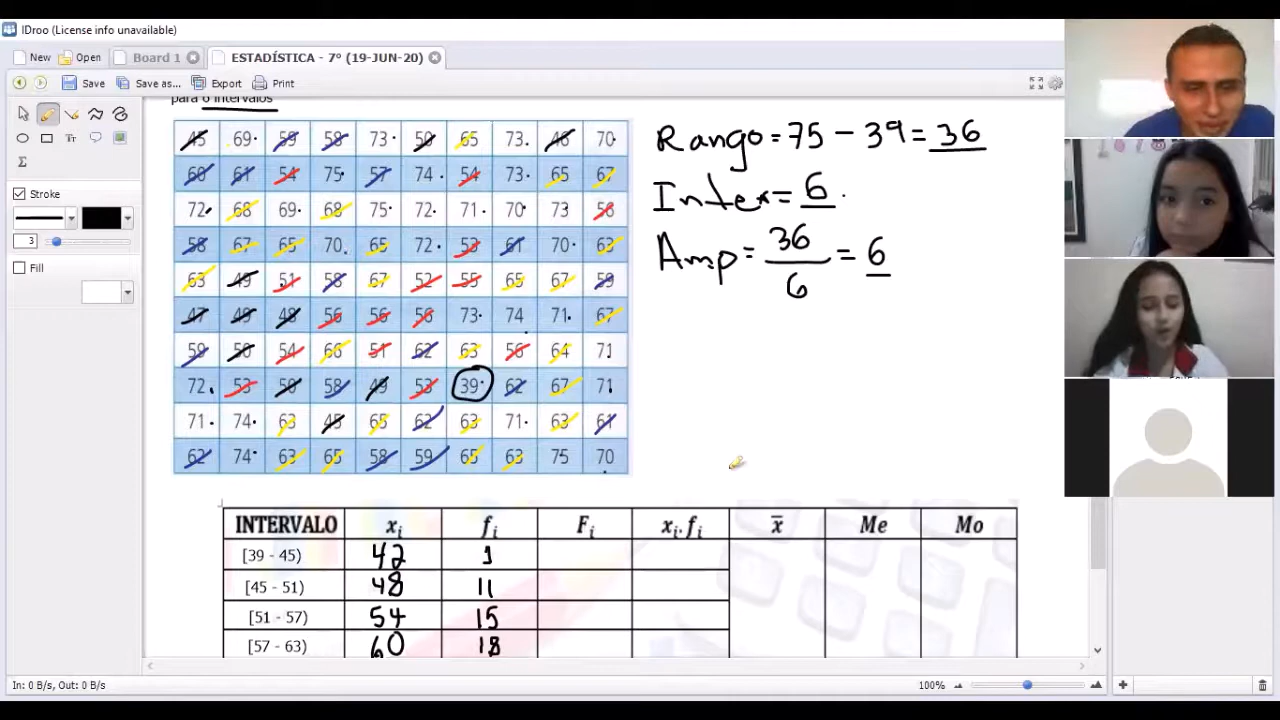 IDroo (License info unavailable)
New Open Board 1 ESTADÍSTICA - 7º (19-JUN-20)
Save Save as... Export Print
para 6 intervalos
45 69 59 58 73 50 65 73 46 70
60 61 54 75 57 74 54 73 65 67
72 68 69 68 75 72 71 70 73 56
58 67 65 70 65 72 53 61 70 63
63 49 51 58 67 52 55 65 67 59
47 49 48 56 56 56 73 74 71 67
59 50 54 66 51 62 63 56 64 71
72 53 50 58 49 53 39 62 67 71
71 74 63 45 65 62 63 71 63 61
62 74 63 65 58 59 65 63 75 70
Rango = 75 - 39 = 36
Inter = 6
Amp = 36/6 = 6
Stroke
3
Fill
INTERVALO xi fi Fi xi.fi x̄ Me Mo
[39 - 45) 42 1
[45 - 51) 48 11
[51 - 57) 54 15
[57 - 63) 60 18
In: 0 B/s, Out: 0 B/s
100%